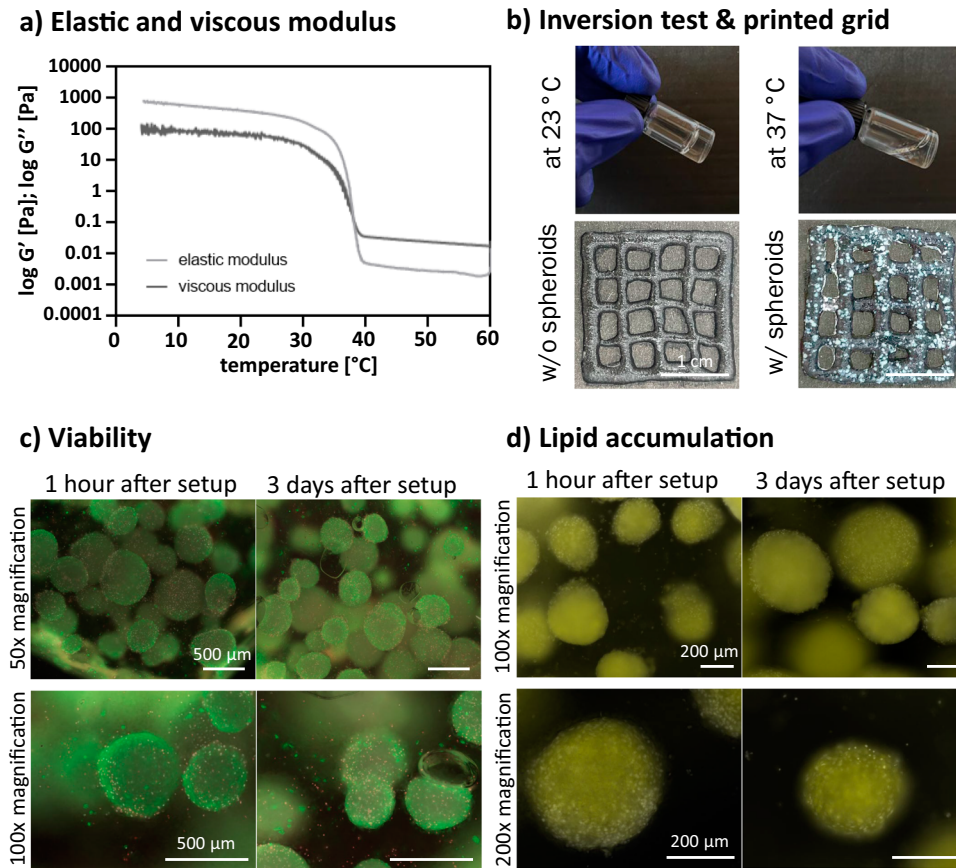 a) Elastic and viscous modulus
log G’ [Pa]; log G’’ [Pa]
10000
1000
100
10
1
0.1
0.01
0.001
0.0001
elastic modulus
viscous modulus
0
10
20
30
40
50
60
temperature [°C]
b) Inversion test & printed grid
at 23 °C
at 37 °C
w/o spheroids
1 cm
w/ spheroids
c) Viability
1 hour after setup
3 days after setup
50x magnification
500 µm
100x magnification
500 µm
d) Lipid accumulation
1 hour after setup
3 days after setup
100x magnification
200 µm
200x magnification
200 µm